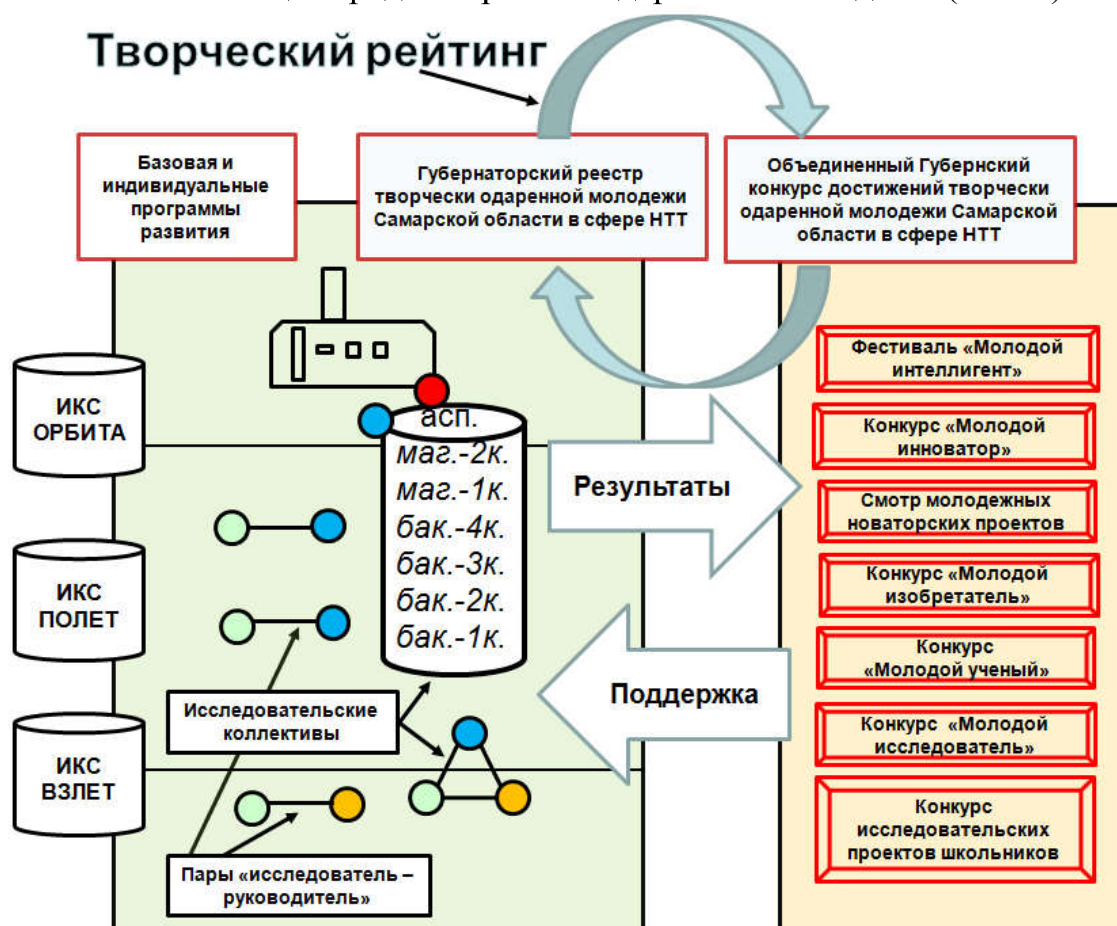 Творческий рейтинг
Базовая и
индивидуальные
программы
развития
Губернаторский реестр
творчески одаренной молодежи
Самарской области в сфере НТТ
Объединенный Губернский
конкурс достижений творчески
одаренной молодежи Самарской
области в сфере НТТ
ИКС
ОРБИТА
ИКС
ПОЛЕТ
ИКС
ВЗЛЕТ
асп.
маг.-2к.
маг.-1к.
бак.-4к.
бак.-3к.
бак.-2к.
бак.-1к.
Исследовательские
коллективы
Пары «исследователь –
руководитель»
Результаты
Поддержка
Фестиваль «Молодой
интеллигент»
Конкурс «Молодой
инноватор»
Смотр молодежных
новаторских проектов
Конкурс «Молодой
изобретатель»
Конкурс
«Молодой ученый»
Конкурс «Молодой
исследователь»
Конкурс
исследовательских
проектов школьников